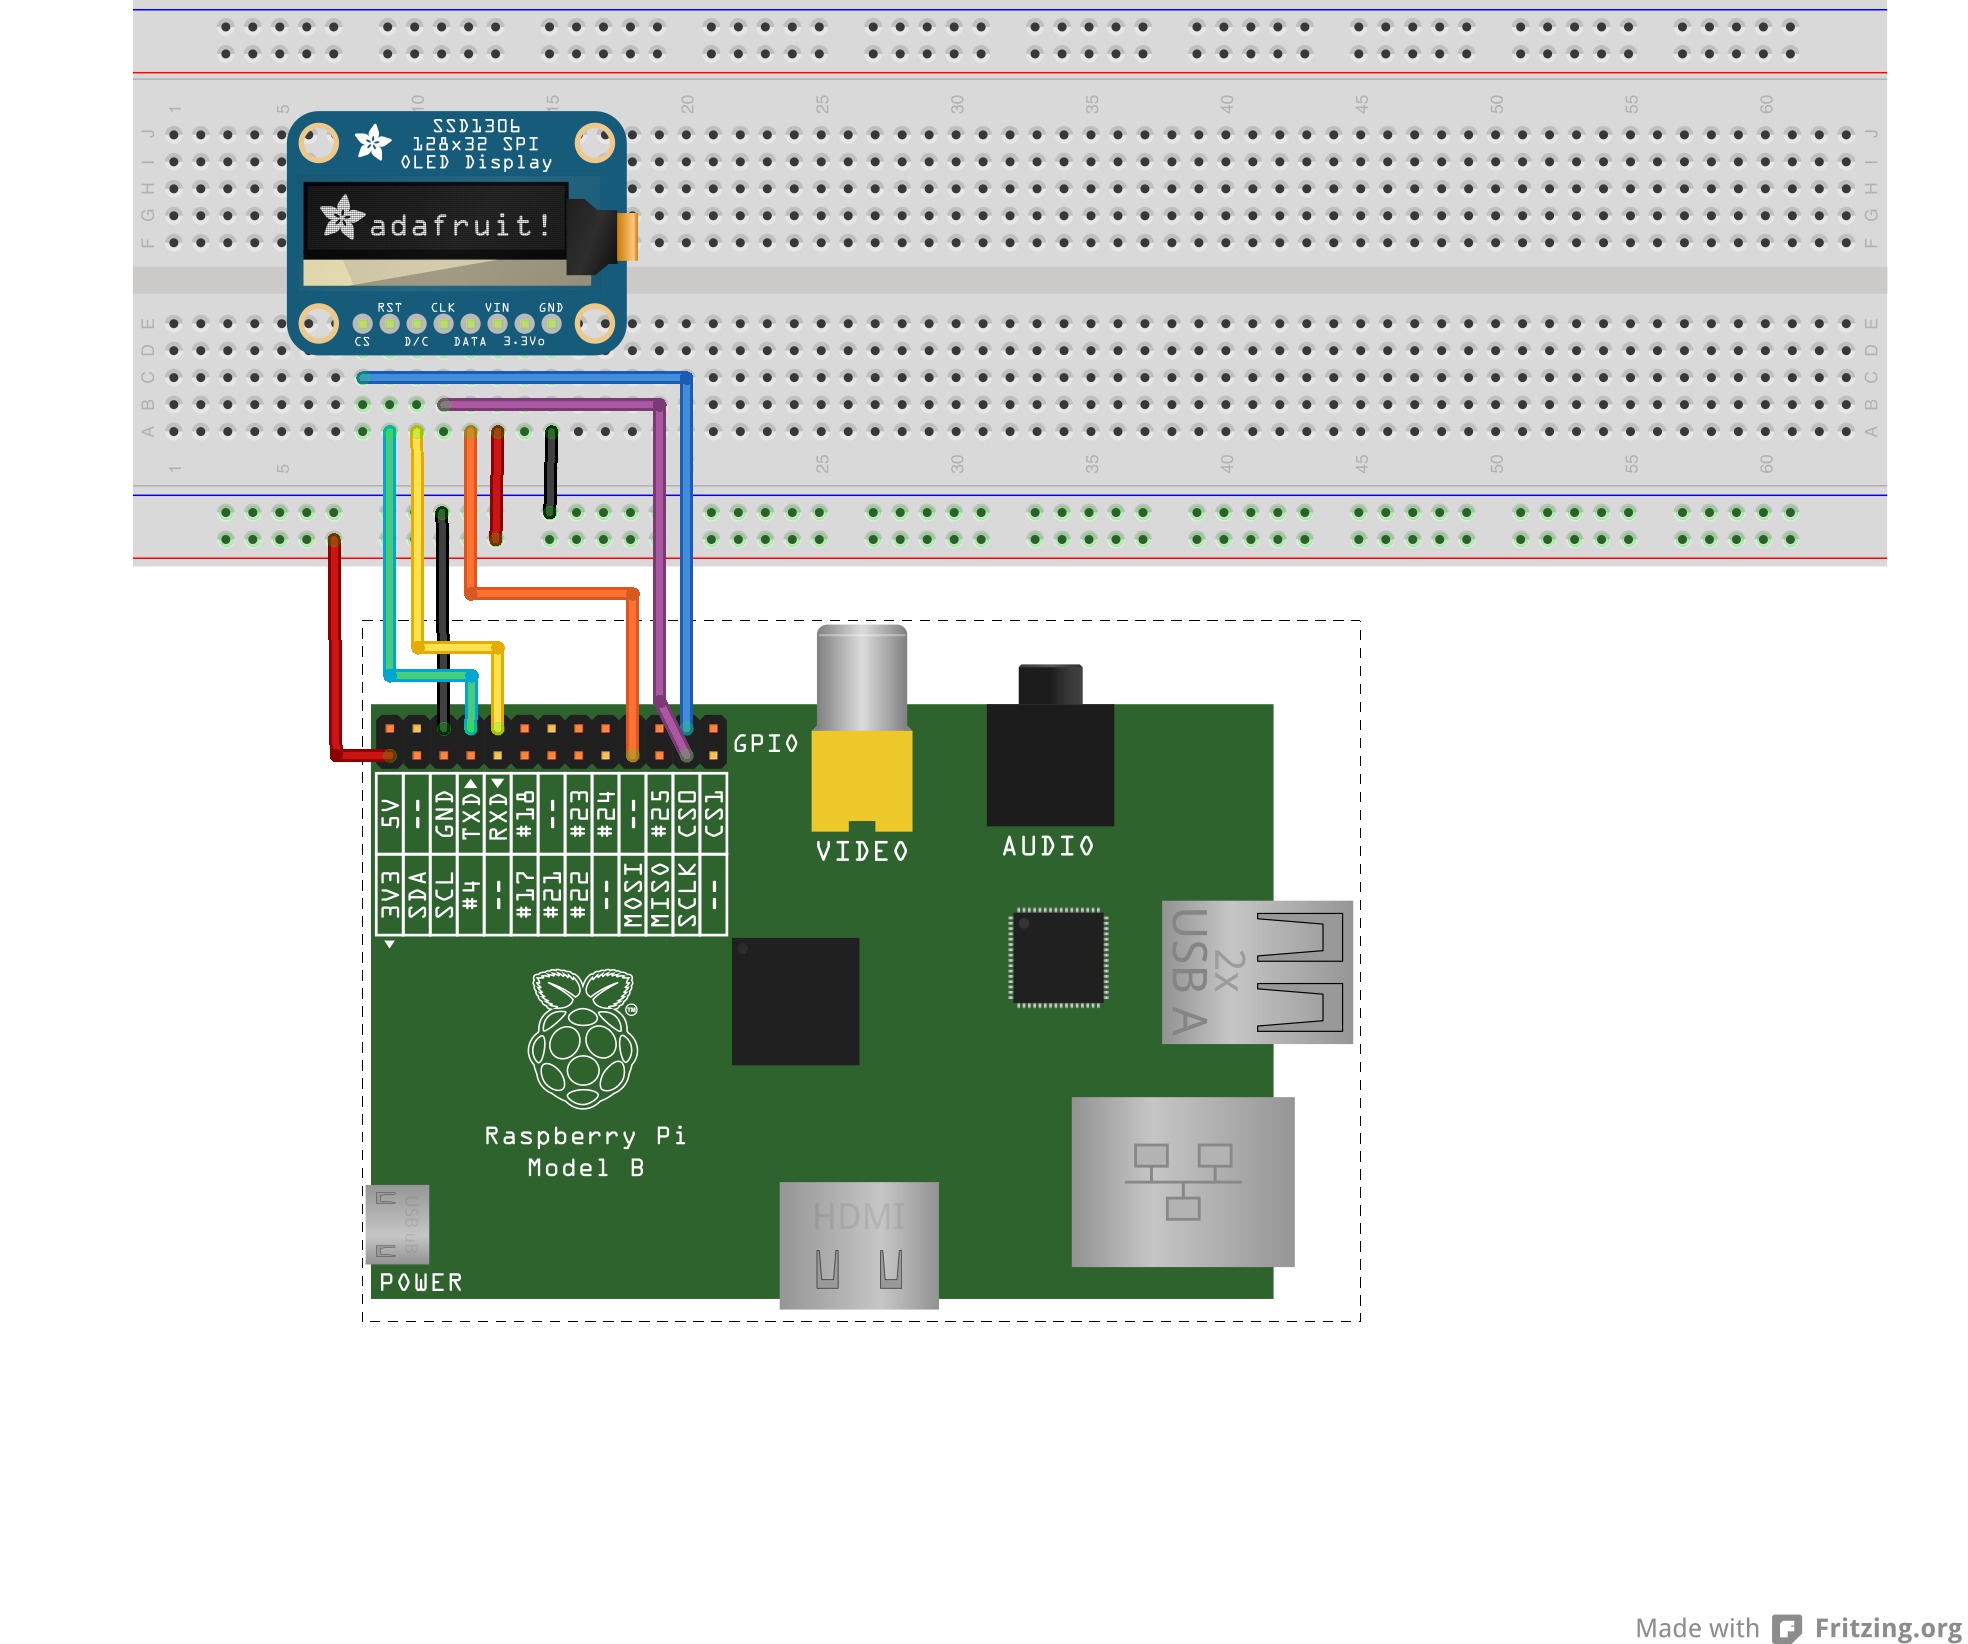 1 5 10 15 20 25 30 35 40 45 50 55 60
J J
I I
H H
G G
F F
SSD1306
128x32 SPI
OLED Display
adafruit!
RST CLK VIN GND
CS D/C DATA 3.3Vo
E E
D D
C C
B B
A A
1 5 25 30 35 40 45 50 55 60
GPIO
5V -- GND TXD RXD #18 -- #23 #24 -- #25 CS0 CS1
3V3 SDA SCL #4 -- #17 #21 #22 -- MOSI MISO SCLK --
VIDEO
AUDIO
2x
USB A
TM
Raspberry Pi
Model B
USB uB
POWER
HDMI
Made with Fritzing.org